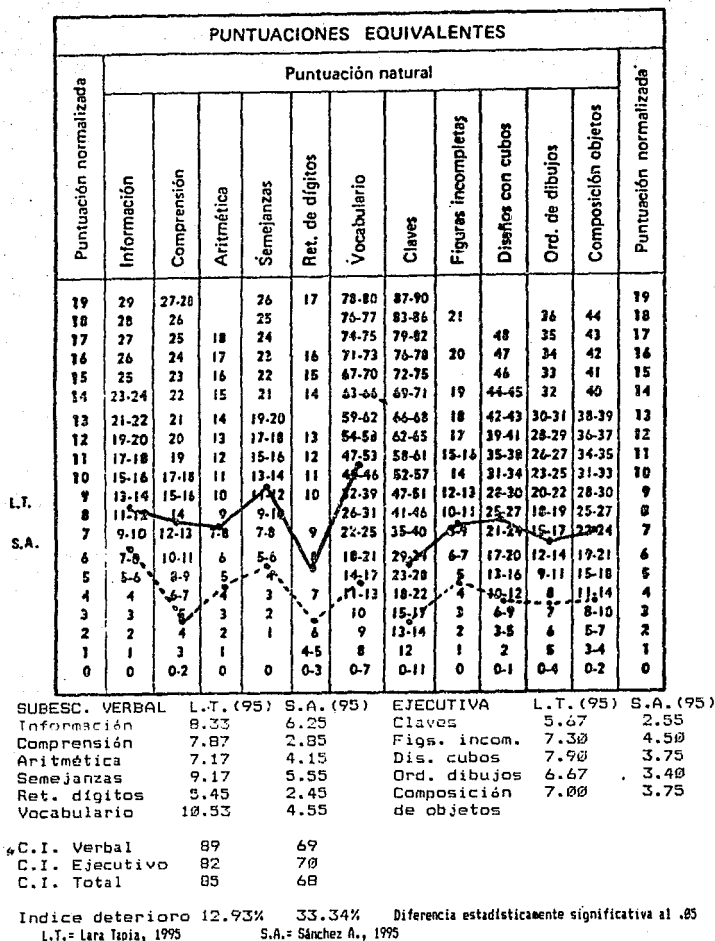 PUNTUACIONES EQUIVALENTES
Puntuación natural
Puntuación normalizada Información Comprensión Aritmética Semejanzas Ret. de dígitos Vocabulario Claves Figuras incompletas Diseños con cubos Ord. de dibujos Composición objetos Puntuación normalizada
19 29 27-28 26 17 78-80 87-90 19
18 28 26 25 76-77 83-86 21 36 44 18
17 27 25 18 24 74-75 79-82 48 35 43 17
16 26 24 17 23 16 71-73 76-78 20 47 34 42 16
15 25 23 16 22 15 67-70 72-75 46 33 41 15
14 23-24 22 15 21 14 63-66 69-71 19 44-45 32 40 14
13 21-22 21 14 19-20 59-62 66-68 18 42-43 30-31 38-39 13
12 19-20 20 13 17-18 13 54-58 62-65 17 39-41 28-29 36-37 12
11 17-18 19 12 15-16 12 47-53 58-61 15-16 35-38 26-27 34-35 11
10 15-16 17-18 11 13-14 11 40-46 52-57 14 31-34 23-25 31-33 10
9 13-14 15-16 10 11-12 10 32-39 47-51 12-13 28-30 20-22 28-30 9
L.T. 8 11-12 14 9 9-10 26-31 41-46 10-11 25-27 18-19 25-27 8
S.A. 7 9-10 12-13 7-8 7-8 9 22-25 35-40 8-9 21-24 15-17 22-24 7
6 7-8 10-11 6 5-6 8 18-21 29-34 6-7 17-20 12-14 19-21 6
5 5-6 8-9 5 4 14-17 23-28 5 13-16 9-11 15-18 5
4 4 6-7 4 3 7 11-13 18-22 4 10-12 8 11-14 4
3 3 5 3 2 10 15-17 3 6-9 7 8-10 3
2 2 4 2 1 6 9 13-14 2 3-5 6 5-7 2
1 1 3 1 4-5 8 12 1 2 5 3-4 1
0 0 0-2 0 0 0-3 0-7 0-11 0 0-1 0-4 0-2 0
SUBESC. VERBAL L.T.(95) S.A.(95) EJECUTIVA L.T.(95) S.A.(95)
Información 8.33 6.25 Claves 5.67 2.55
Comprensión 7.87 2.85 Figs. incom. 7.30 4.50
Aritmética 7.17 4.15 Dis. cubos 7.90 3.75
Semejanzas 9.17 5.55 Ord. dibujos 6.67 3.40
Ret. dígitos 5.45 2.45 Composición 7.00 3.75
Vocabulario 10.53 4.55 de objetos
C.I. Verbal 89 69
C.I. Ejecutivo 82 70
C.I. Total 85 68
Indice deterioro 12.93% 33.34% Diferencia estadísticamente significativa al .05
L.T.= Lara Tapia, 1995 S.A.= Sánchez A., 1995